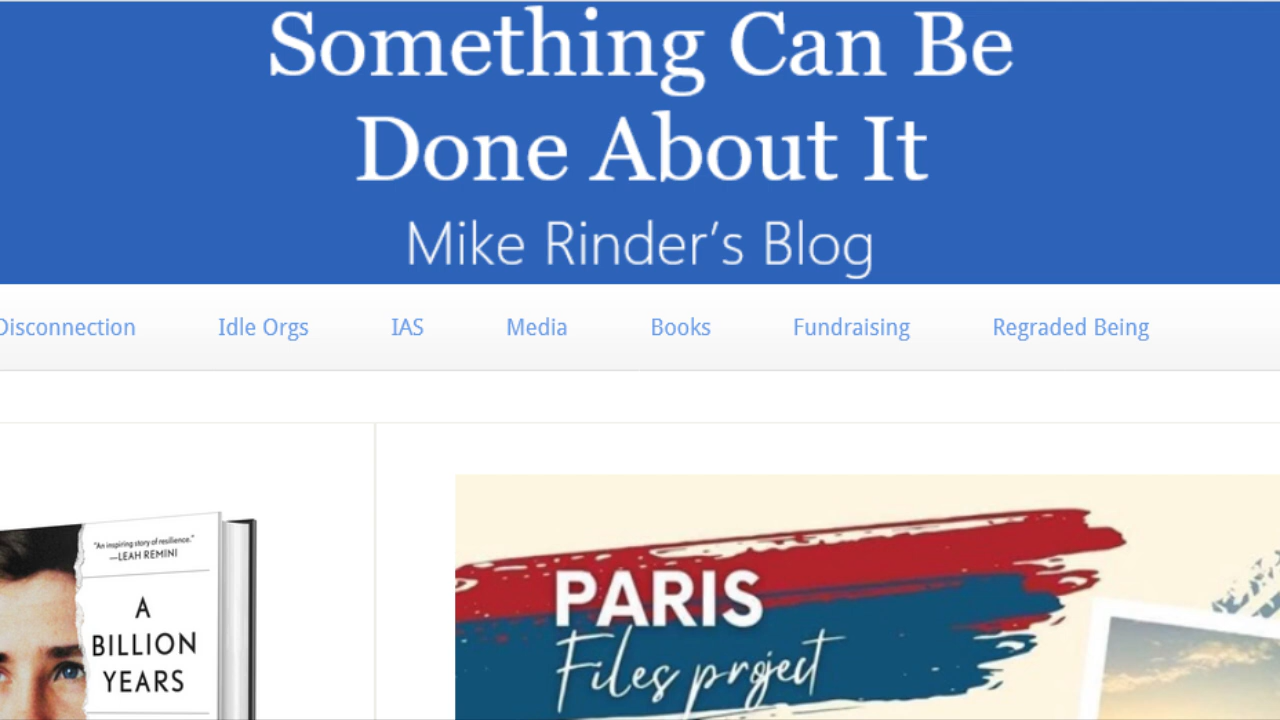 Something Can Be
Done About It
Mike Rinder’s Blog
Disconnection Idle Orgs IAS Media Books Fundraising Regraded Being
"An inspiring story of resilience."
—LEAH REMINI
A
BILLION
YEARS
PARIS
Files project